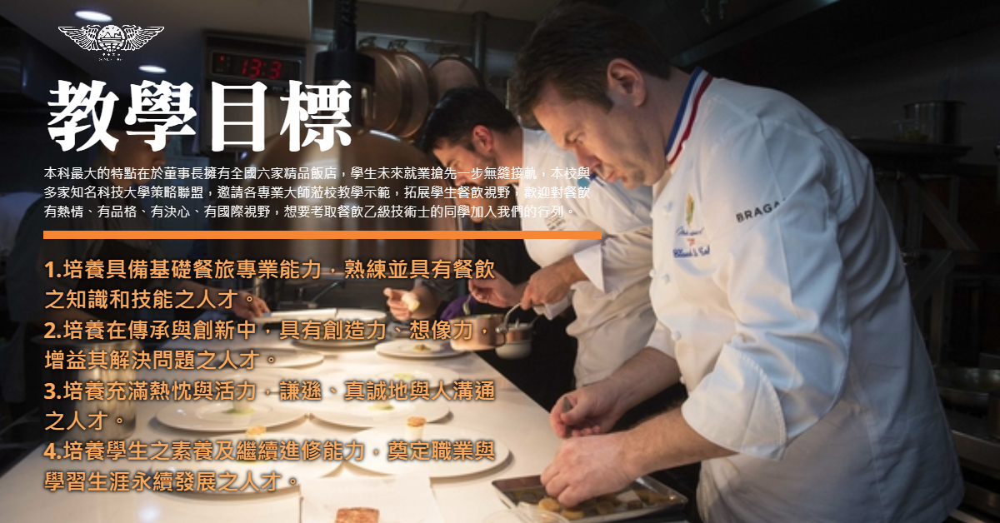 13:3
教學目標
本科最大的特點在於董事長擁有全國六家精品飯店，學生未來就業搶先一步無縫接軌，本校與
多家知名科技大學策略聯盟，邀請各專業大師蒞校教學示範，拓展學生餐飲視野，歡迎對餐飲
有熱情、有品格、有決心、有國際視野，想要考取餐飲乙級技術士的同學加入我們的行列。
BRAGA
1.培養具備基礎餐旅專業能力，熟練並具有餐飲
之知識和技能之人才。
2.培養在傳承與創新中，具有創造力、想像力，
增益其解決問題之人才。
3.培養充滿熱忱與活力，謙遜、真誠地與人溝通
之人才。
4.培養學生之素養及繼續進修能力，奠定職業與
學習生涯永續發展之人才。